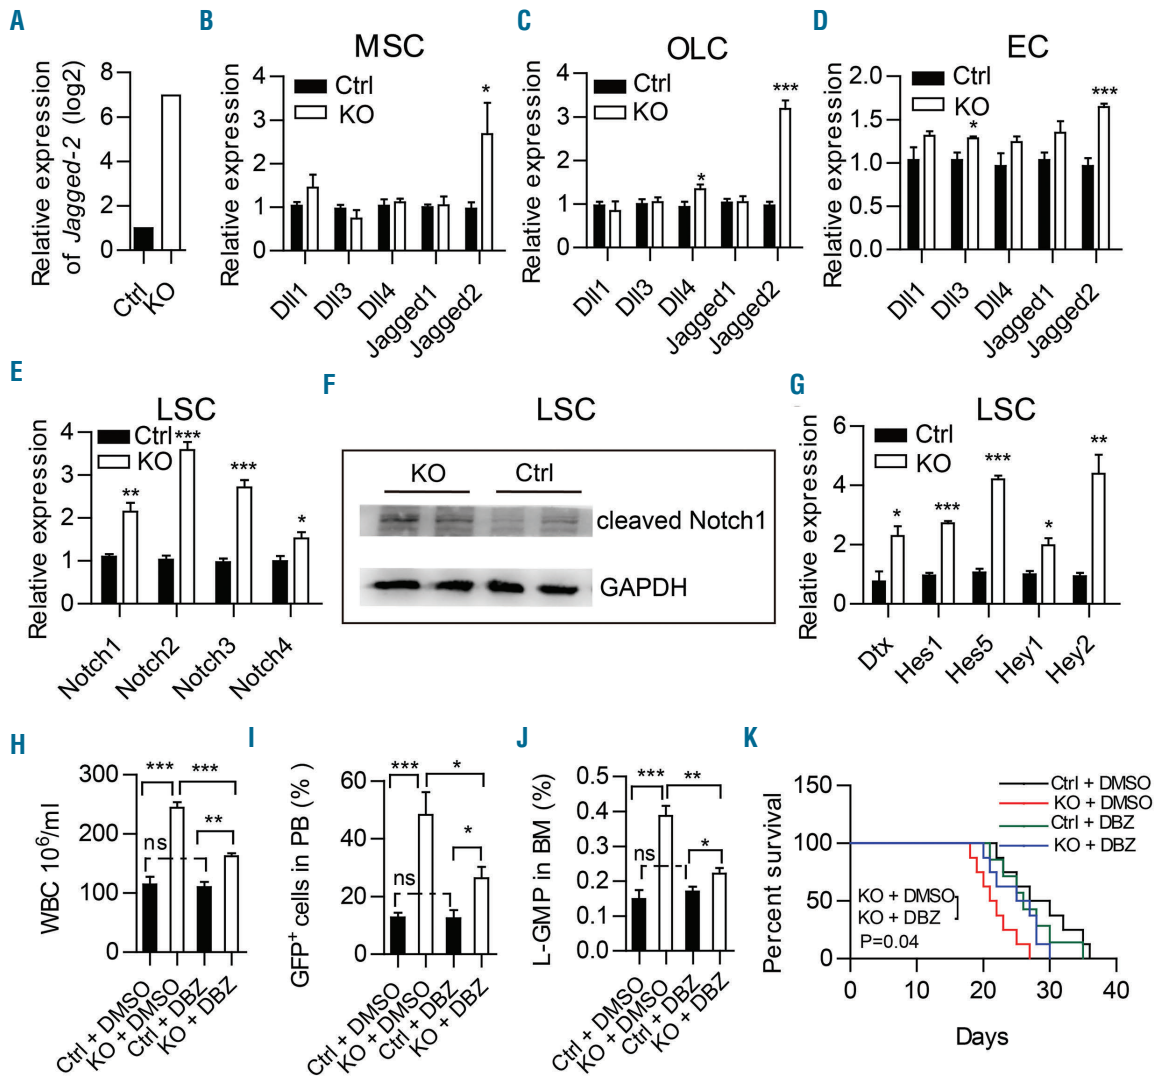 A
Relative expression
of Jagged-2 (log2)
8
6
4
2
0
Ctrl
KO
B
MSC
Relative expression
4
3
2
1
0
Ctrl
KO
*
Dll1
Dll3
Dll4
Jagged1
Jagged2
C
OLC
Relative expression
4
3
2
1
0
Ctrl
KO
*
***
Dll1
Dll3
Dll4
Jagged1
Jagged2
D
EC
Relative expression
2.0
1.5
1.0
0.5
0.0
Ctrl
KO
*
***
Dll1
Dll3
Dll4
Jagged1
Jagged2
E
LSC
Relative expression
4
3
2
1
0
Ctrl
KO
**
***
***
*
Notch1
Notch2
Notch3
Notch4
F
LSC
KO
Ctrl
cleaved Notch1
GAPDH
G
LSC
Relative expression
6
4
2
0
Ctrl
KO
*
***
***
*
**
Dtx
Hes1
Hes5
Hey1
Hey2
H
WBC 10⁶/ml
300
200
100
0
***
***
ns
**
Ctrl + DMSO
KO + DMSO
Ctrl + DBZ
KO + DBZ
I
GFP⁺ cells in PB (% )
60
40
20
0
***
*
ns
*
Ctrl + DMSO
KO + DMSO
Ctrl + DBZ
KO + DBZ
J
L-GMP in BM (%)
0.5
0.4
0.3
0.2
0.1
0.0
***
**
ns
*
Ctrl + DMSO
KO + DMSO
Ctrl + DBZ
KO + DBZ
K
Percent survival
150
100
50
0
Ctrl + DMSO
KO + DMSO
Ctrl + DBZ
KO + DBZ
KO + DMSO
KO + DBZ
P=0.04
0
10
20
30
40
Days